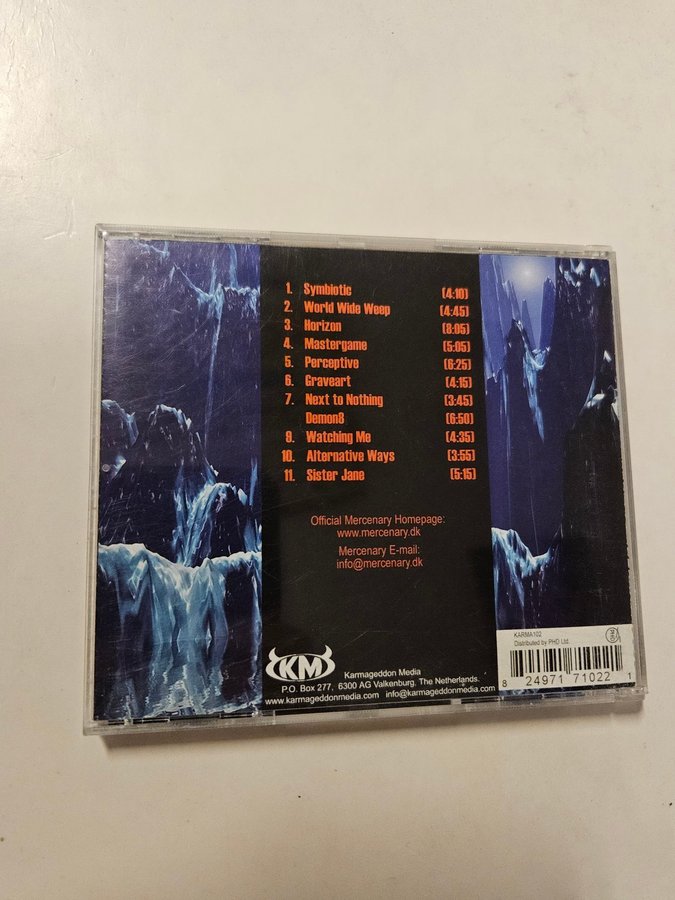 1. Symbiotic (4:10)
2. World Wide Weep (4:45)
3. Horizon (8:05)
4. Mastergame (5:05)
5. Perceptive (6:25)
6. Graveart (4:15)
7. Next to Nothing (3:45)
Demon8 (6:50)
9. Watching Me (4:35)
10. Alternative Ways (3:55)
11. Sister Jane (5:15)
Official Mercenary Homepage:
www.mercenary.dk
Mercenary E-mail:
info@mercenary.dk
KM
Karmageddon Media
P.O. Box 277, 6300 AG Valkenburg, The Netherlands.
www.karmageddonmedia.com info@karmageddonmedia.com
KARMA102
Distributed by PHD Ltd.
8 24971 71022 1